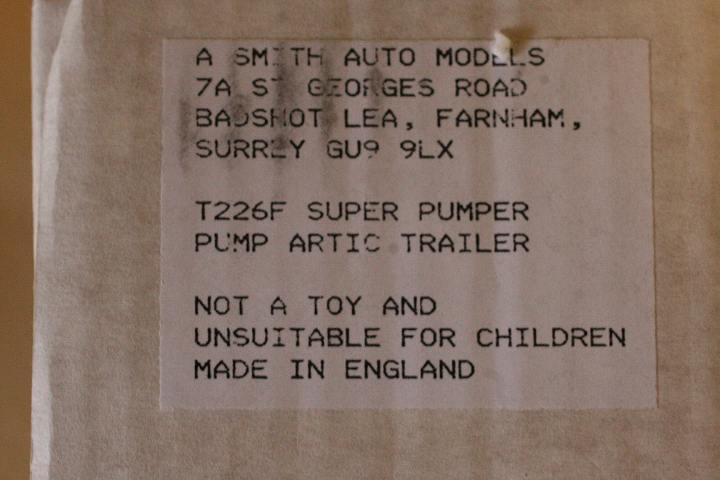 A SMITH AUTO MODELS
7A ST GEORGES ROAD
BADSHOT LEA, FARNHAM,
SURREY GU9 9LX
T226F SUPER PUMPER
PUMP ARTIC TRAILER
NOT A TOY AND
UNSUITABLE FOR CHILDREN
MADE IN ENGLAND